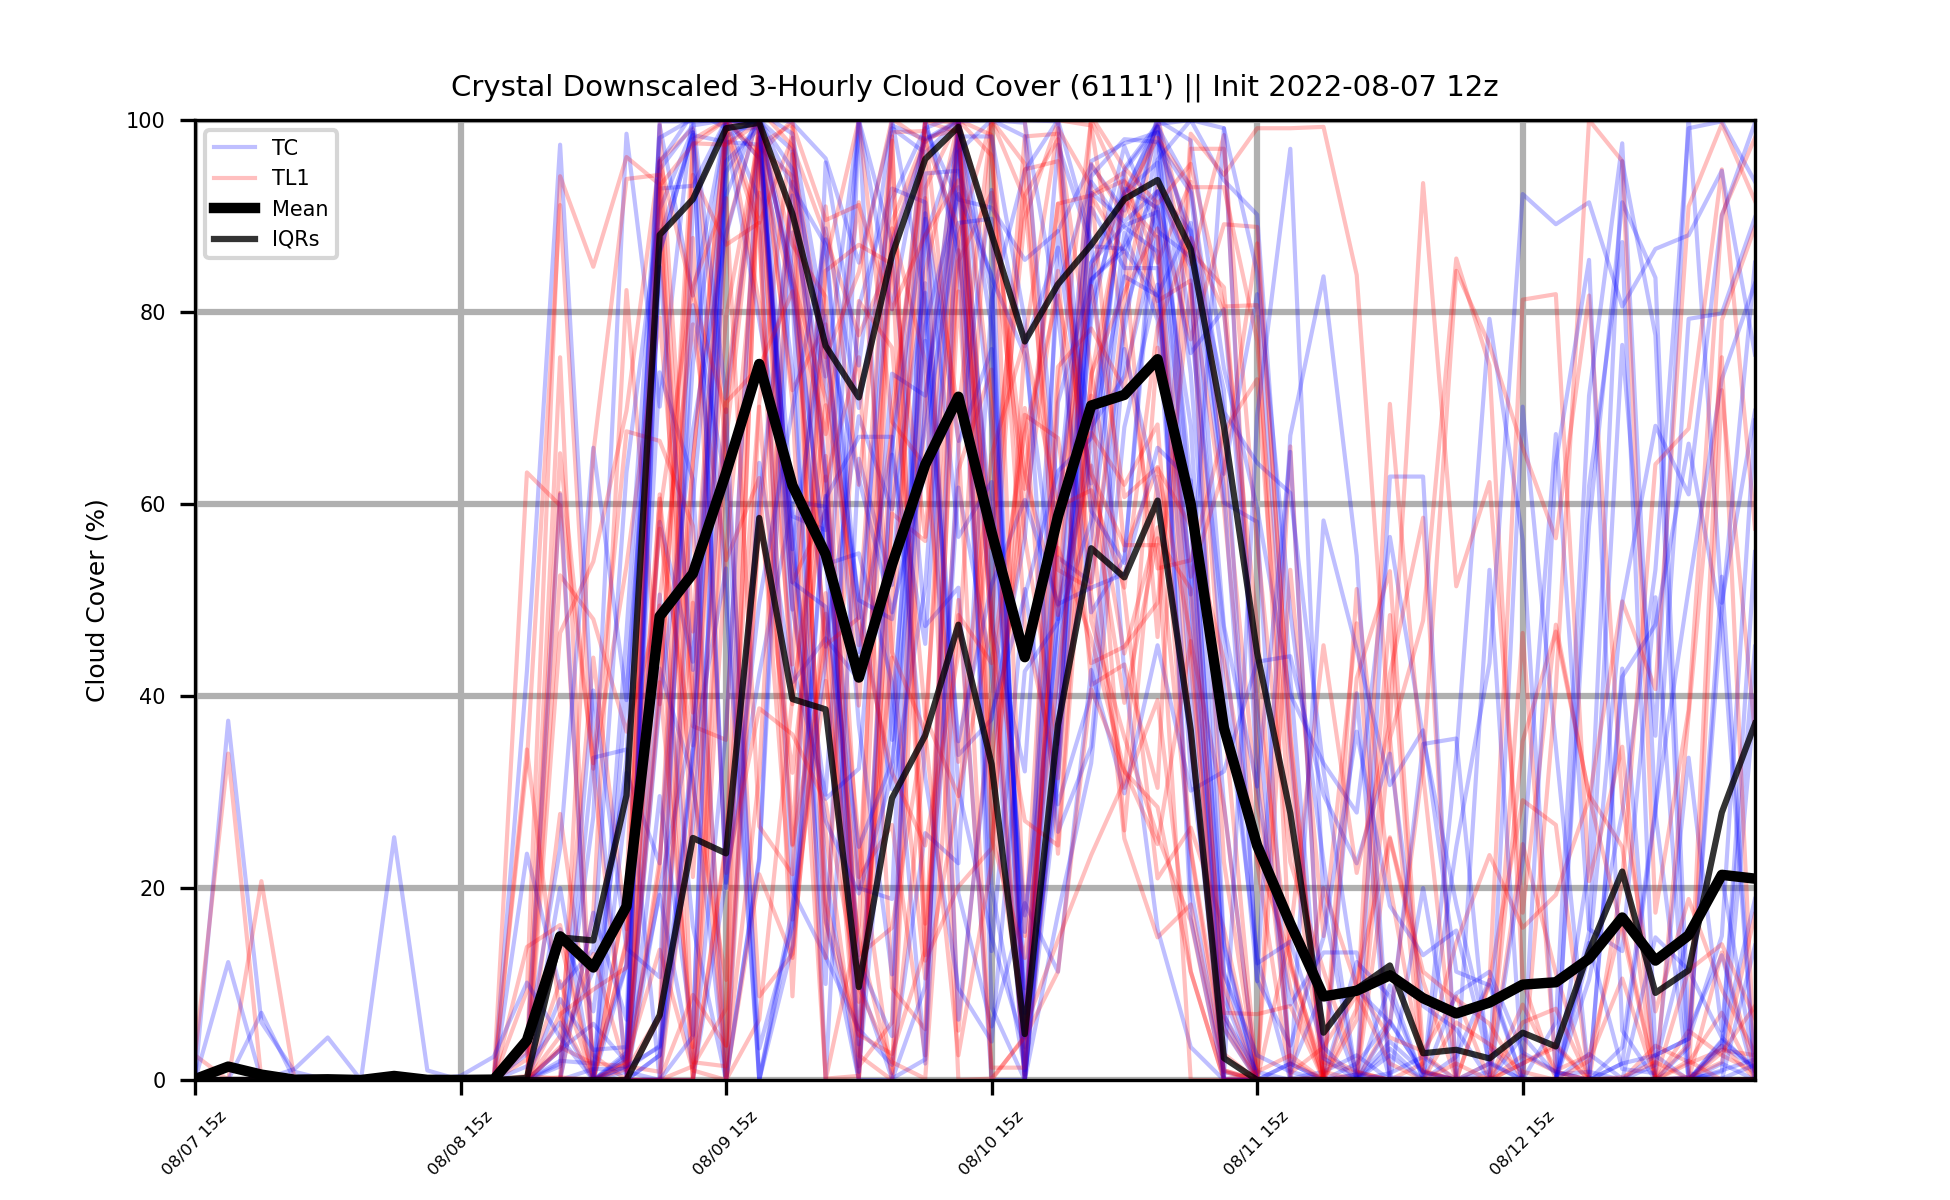 Crystal Downscaled 3-Hourly Cloud Cover (6111') || Init 2022-08-07 12z
Cloud Cover (%)
100
80
60
40
20
0
TC
TL1
Mean
IQRs
08/07 15z
08/08 15z
08/09 15z
08/10 15z
08/11 15z
08/12 15z